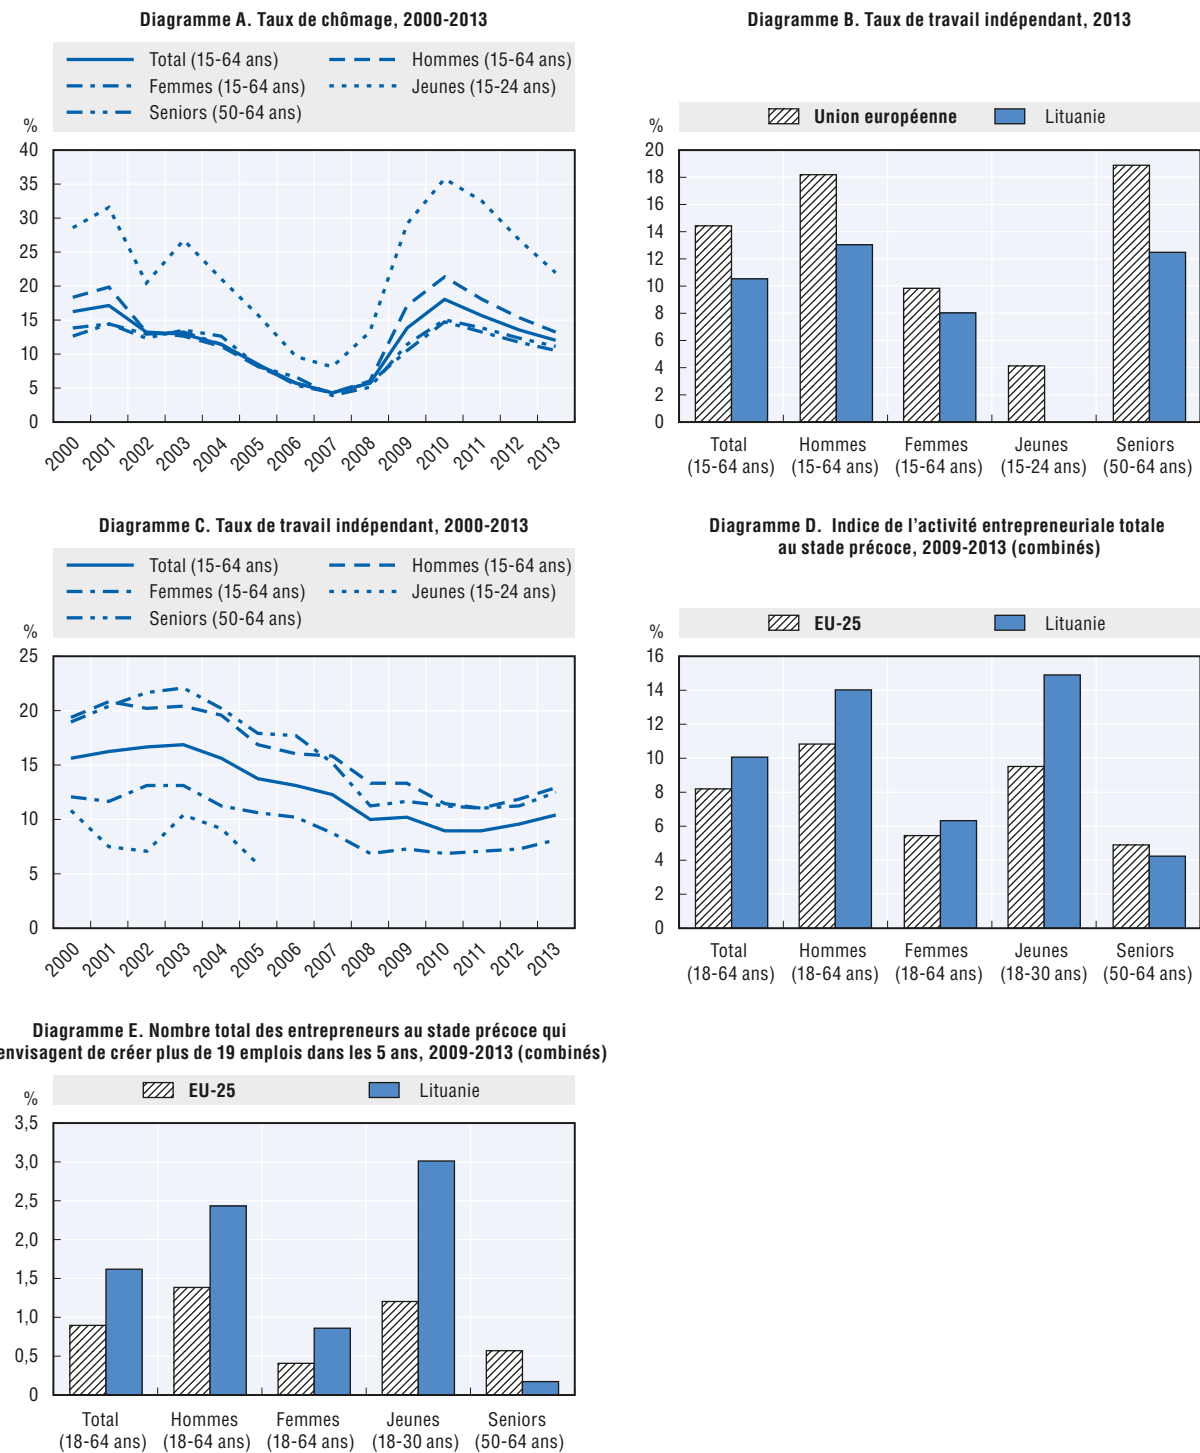 Diagramme A. Taux de chômage, 2000-2013
Total (15-64 ans)
Hommes (15-64 ans)
Femmes (15-64 ans)
Jeunes (15-24 ans)
Seniors (50-64 ans)
%
40
35
30
25
20
15
10
5
0
2000 2001 2002 2003 2004 2005 2006 2007 2008 2009 2010 2011 2012 2013
Diagramme B. Taux de travail indépendant, 2013
Union européenne
Lituanie
%
20
18
16
14
12
10
8
6
4
2
0
Total Hommes Femmes Jeunes Seniors
(15-64 ans) (15-64 ans) (15-64 ans) (15-24 ans) (50-64 ans)
Diagramme C. Taux de travail indépendant, 2000-2013
Total (15-64 ans)
Hommes (15-64 ans)
Femmes (15-64 ans)
Jeunes (15-24 ans)
Seniors (50-64 ans)
%
25
20
15
10
5
0
2000 2001 2002 2003 2004 2005 2006 2007 2008 2009 2010 2011 2012 2013
Diagramme D. Indice de l'activité entrepreneuriale totale
au stade précoce, 2009-2013 (combinés)
EU-25
Lituanie
%
16
14
12
10
8
6
4
2
0
Total Hommes Femmes Jeunes Seniors
(18-64 ans) (18-64 ans) (18-64 ans) (18-30 ans) (50-64 ans)
Diagramme E. Nombre total des entrepreneurs au stade précoce qui
envisagent de créer plus de 19 emplois dans les 5 ans, 2009-2013 (combinés)
EU-25
Lituanie
%
3,5
3,0
2,5
2,0
1,5
1,0
0,5
0
Total Hommes Femmes Jeunes Seniors
(18-64 ans) (18-64 ans) (18-64 ans) (18-30 ans) (50-64 ans)